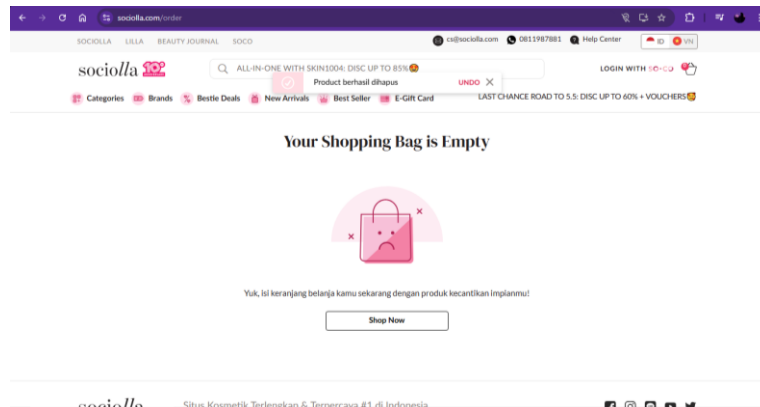 sociolla.com/order
SOCIOLLA LILLA BEAUTY JOURNAL SOCO
cs@sociolla.com 0811987881 Help Center ID VN
sociolla 10
ALL-IN-ONE WITH SKIN1004: DISC UP TO 85%
LOGIN WITH SO-CO
Product berhasil dihapus UNDO
Categories Brands Bestie Deals New Arrivals Best Seller E-Gift Card LAST CHANCE ROAD TO 5.5: DISC UP TO 60% + VOUCHERS
Your Shopping Bag is Empty
Yuk, isi keranjang belanja kamu sekarang dengan produk kecantikan impianmu!
Shop Now
sociolla Situs Kosmetik Terlengkap & Terpercaya #1 di Indonesia